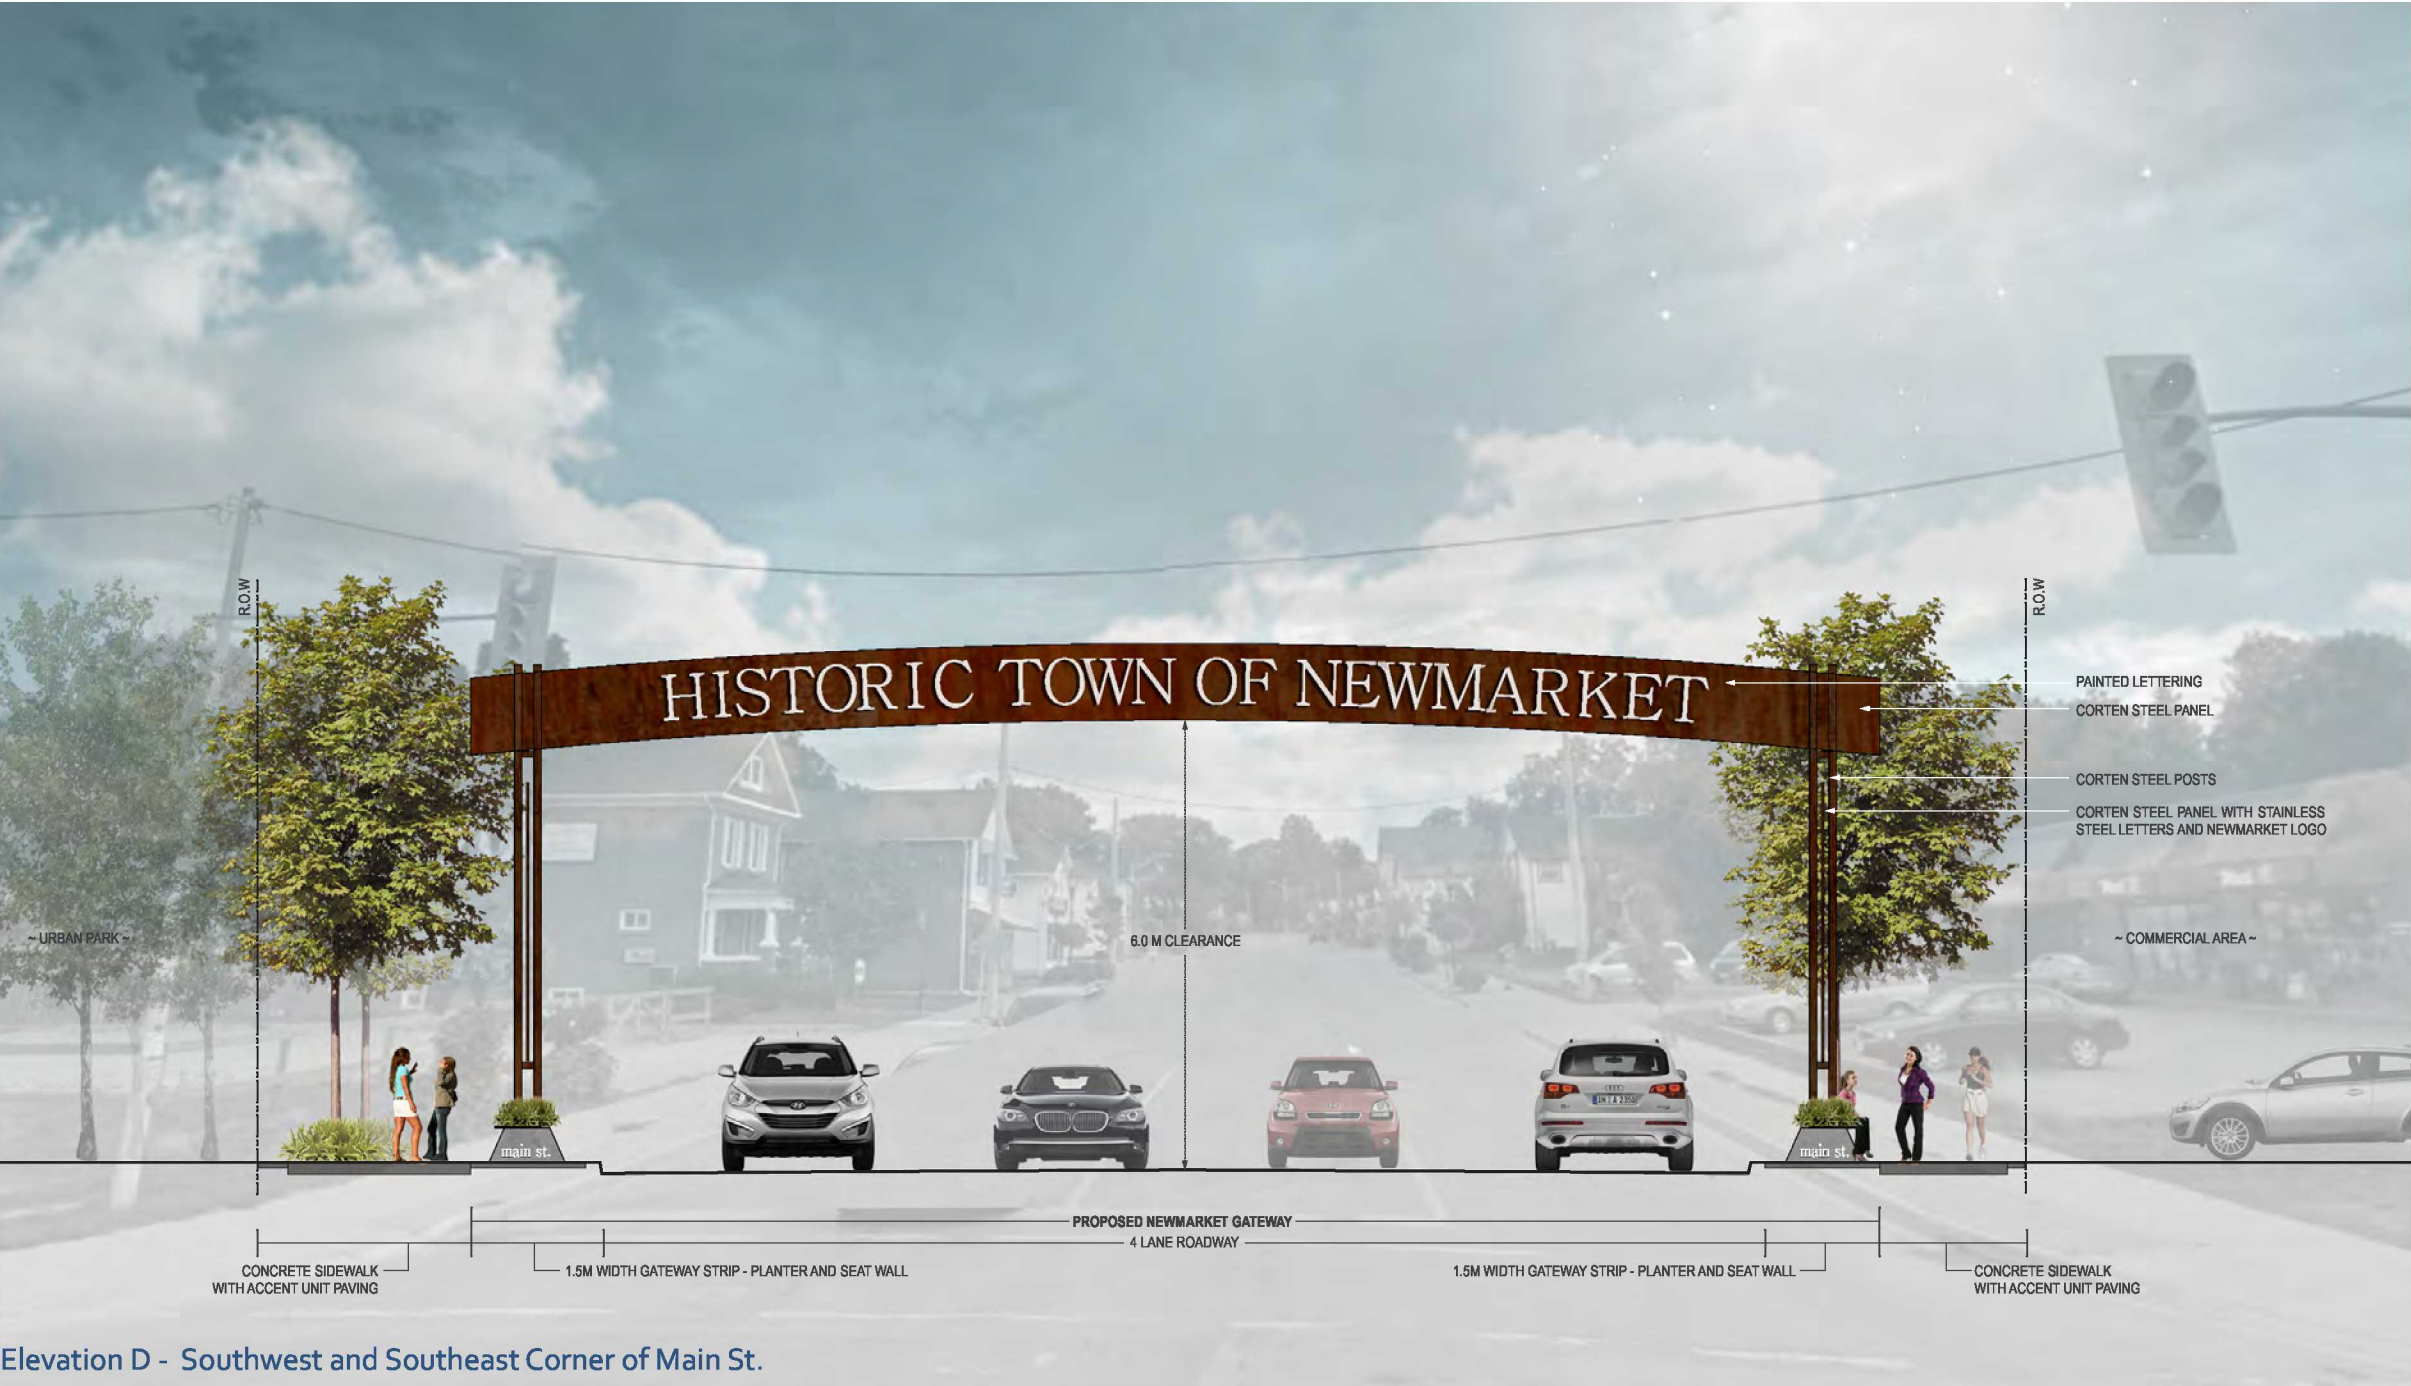 R.O.W
R.O.W
HISTORIC TOWN OF NEWMARKET
PAINTED LETTERING
CORTEN STEEL PANEL
CORTEN STEEL POSTS
CORTEN STEEL PANEL WITH STAINLESS
STEEL LETTERS AND NEWMARKET LOGO
~ URBAN PARK ~
6.0 M CLEARANCE
~ COMMERCIAL AREA ~
main st.
main st.
PROPOSED NEWMARKET GATEWAY
4 LANE ROADWAY
CONCRETE SIDEWALK
WITH ACCENT UNIT PAVING
1.5M WIDTH GATEWAY STRIP - PLANTER AND SEAT WALL
1.5M WIDTH GATEWAY STRIP - PLANTER AND SEAT WALL
CONCRETE SIDEWALK
WITH ACCENT UNIT PAVING
Elevation D - Southwest and Southeast Corner of Main St.